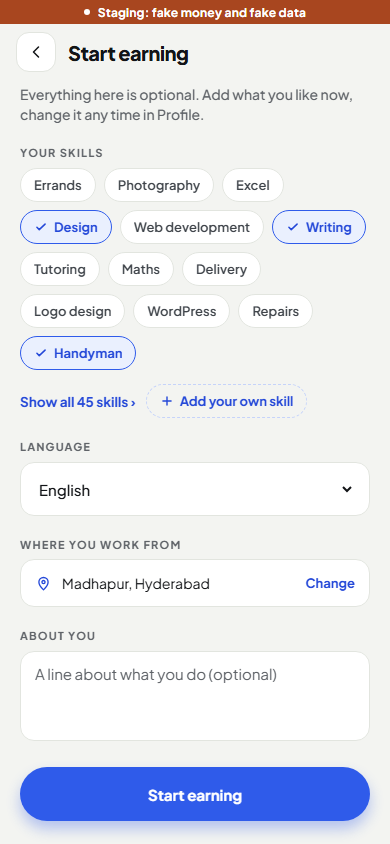 Staging: fake money and fake data
Start earning
Everything here is optional. Add what you like now,
change it any time in Profile.
YOUR SKILLS
Errands Photography Excel
Design Web development Writing
Tutoring Maths Delivery
Logo design WordPress Repairs
Handyman
Show all 45 skills › + Add your own skill
LANGUAGE
English
WHERE YOU WORK FROM
Madhapur, Hyderabad Change
ABOUT YOU
A line about what you do (optional)
Start earning